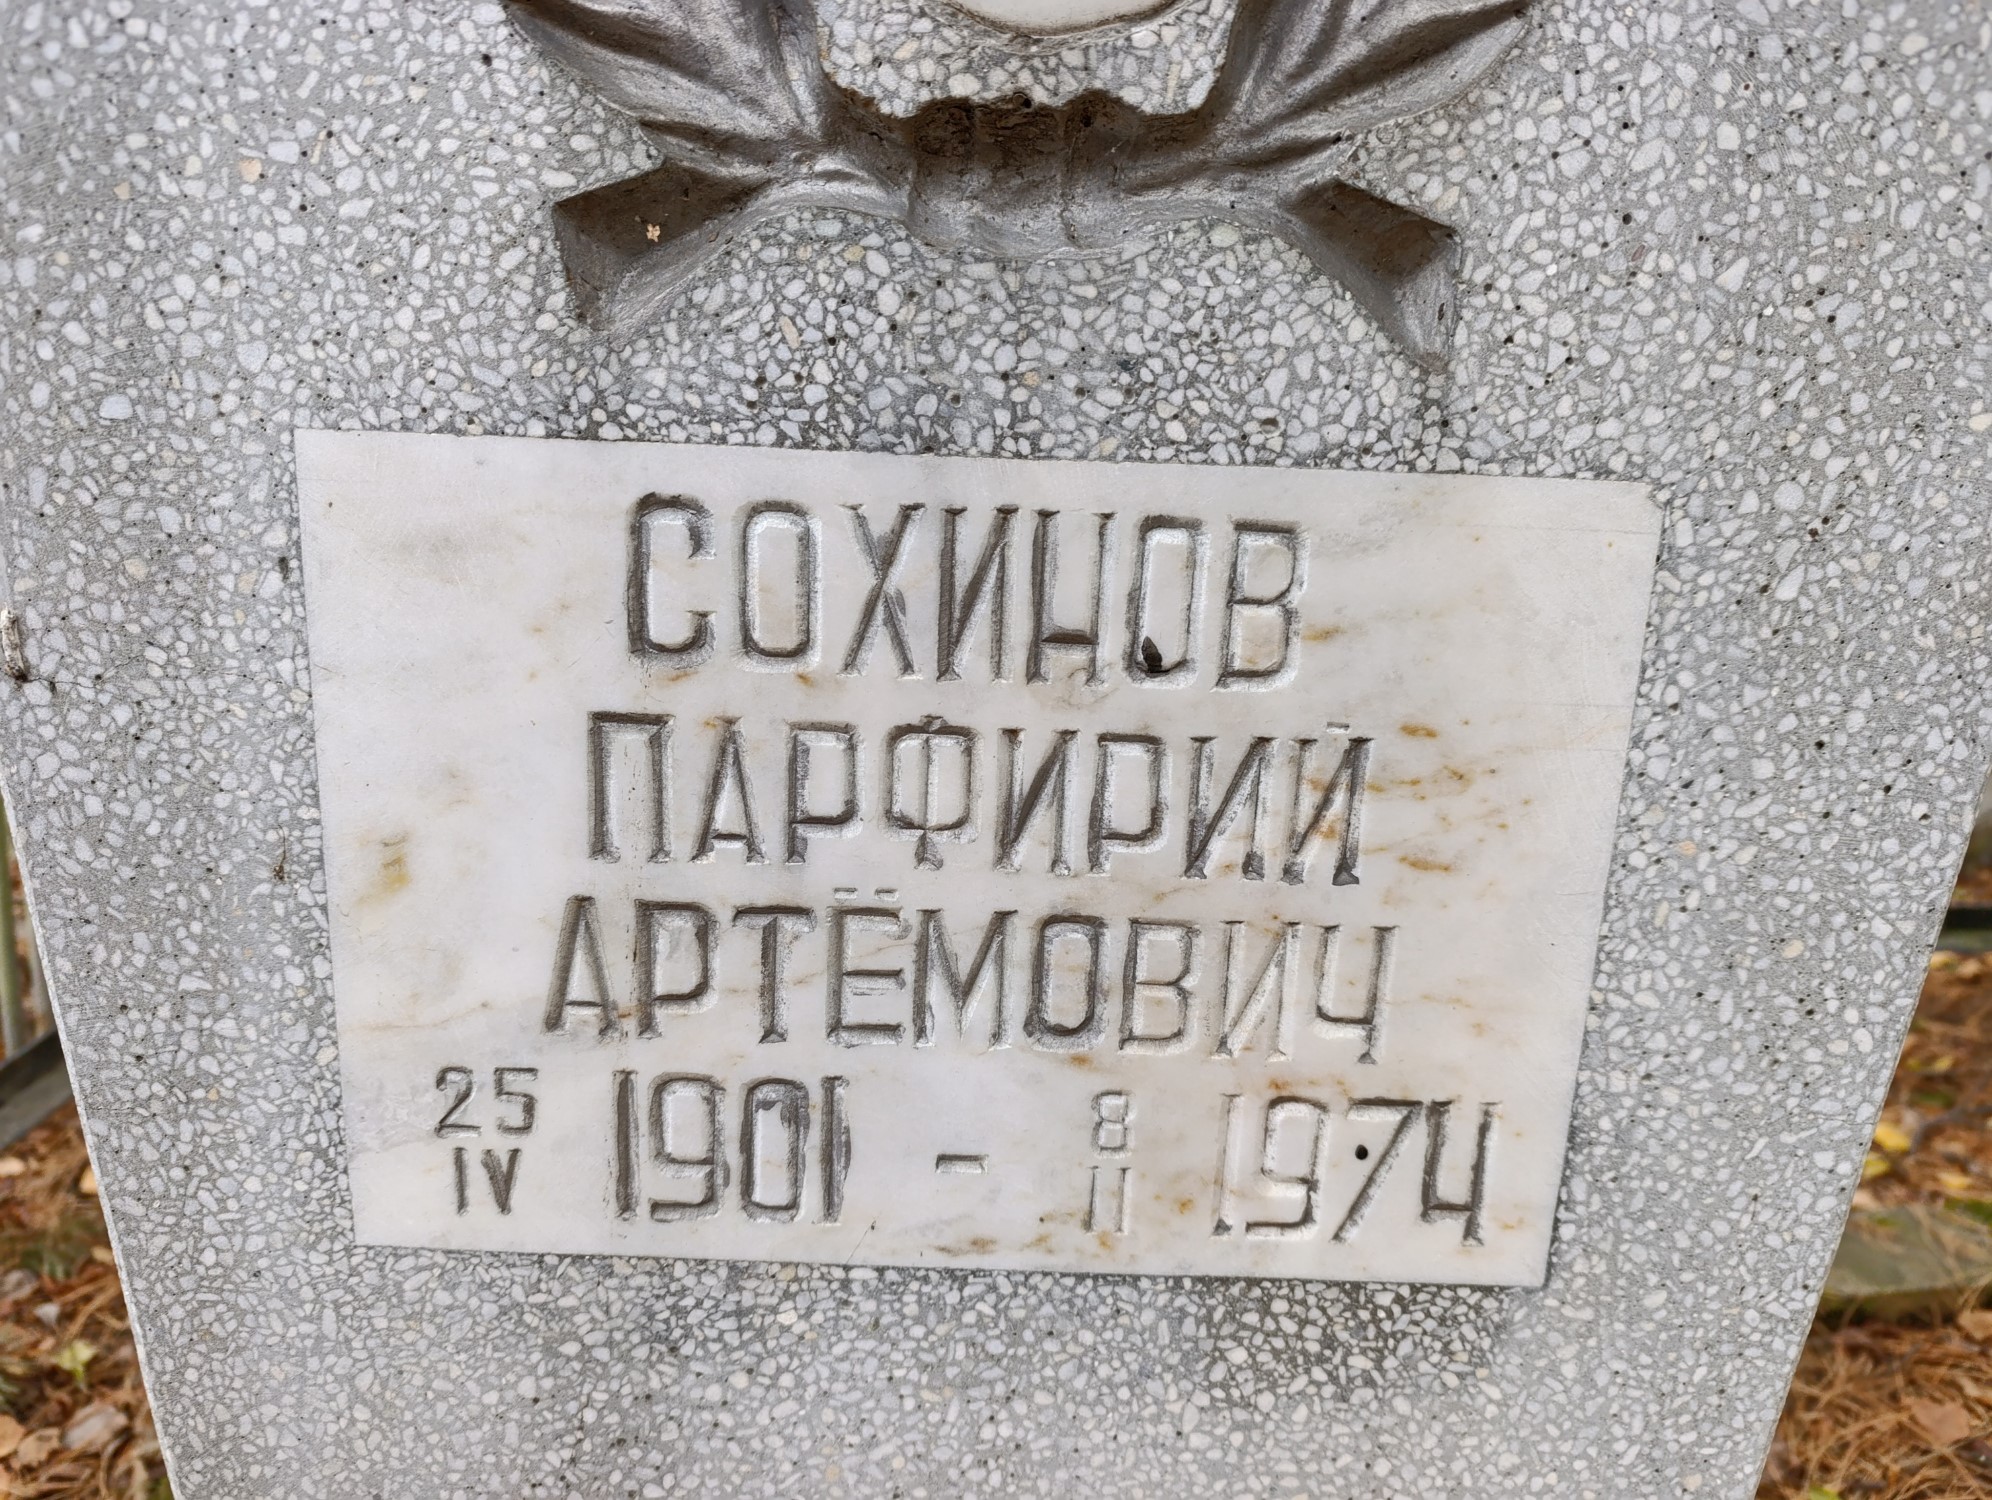 СОХИНОВ
ПАРФИРИЙ
АРТЁМОВИЧ
25 IV 1901 - 8 II 1974